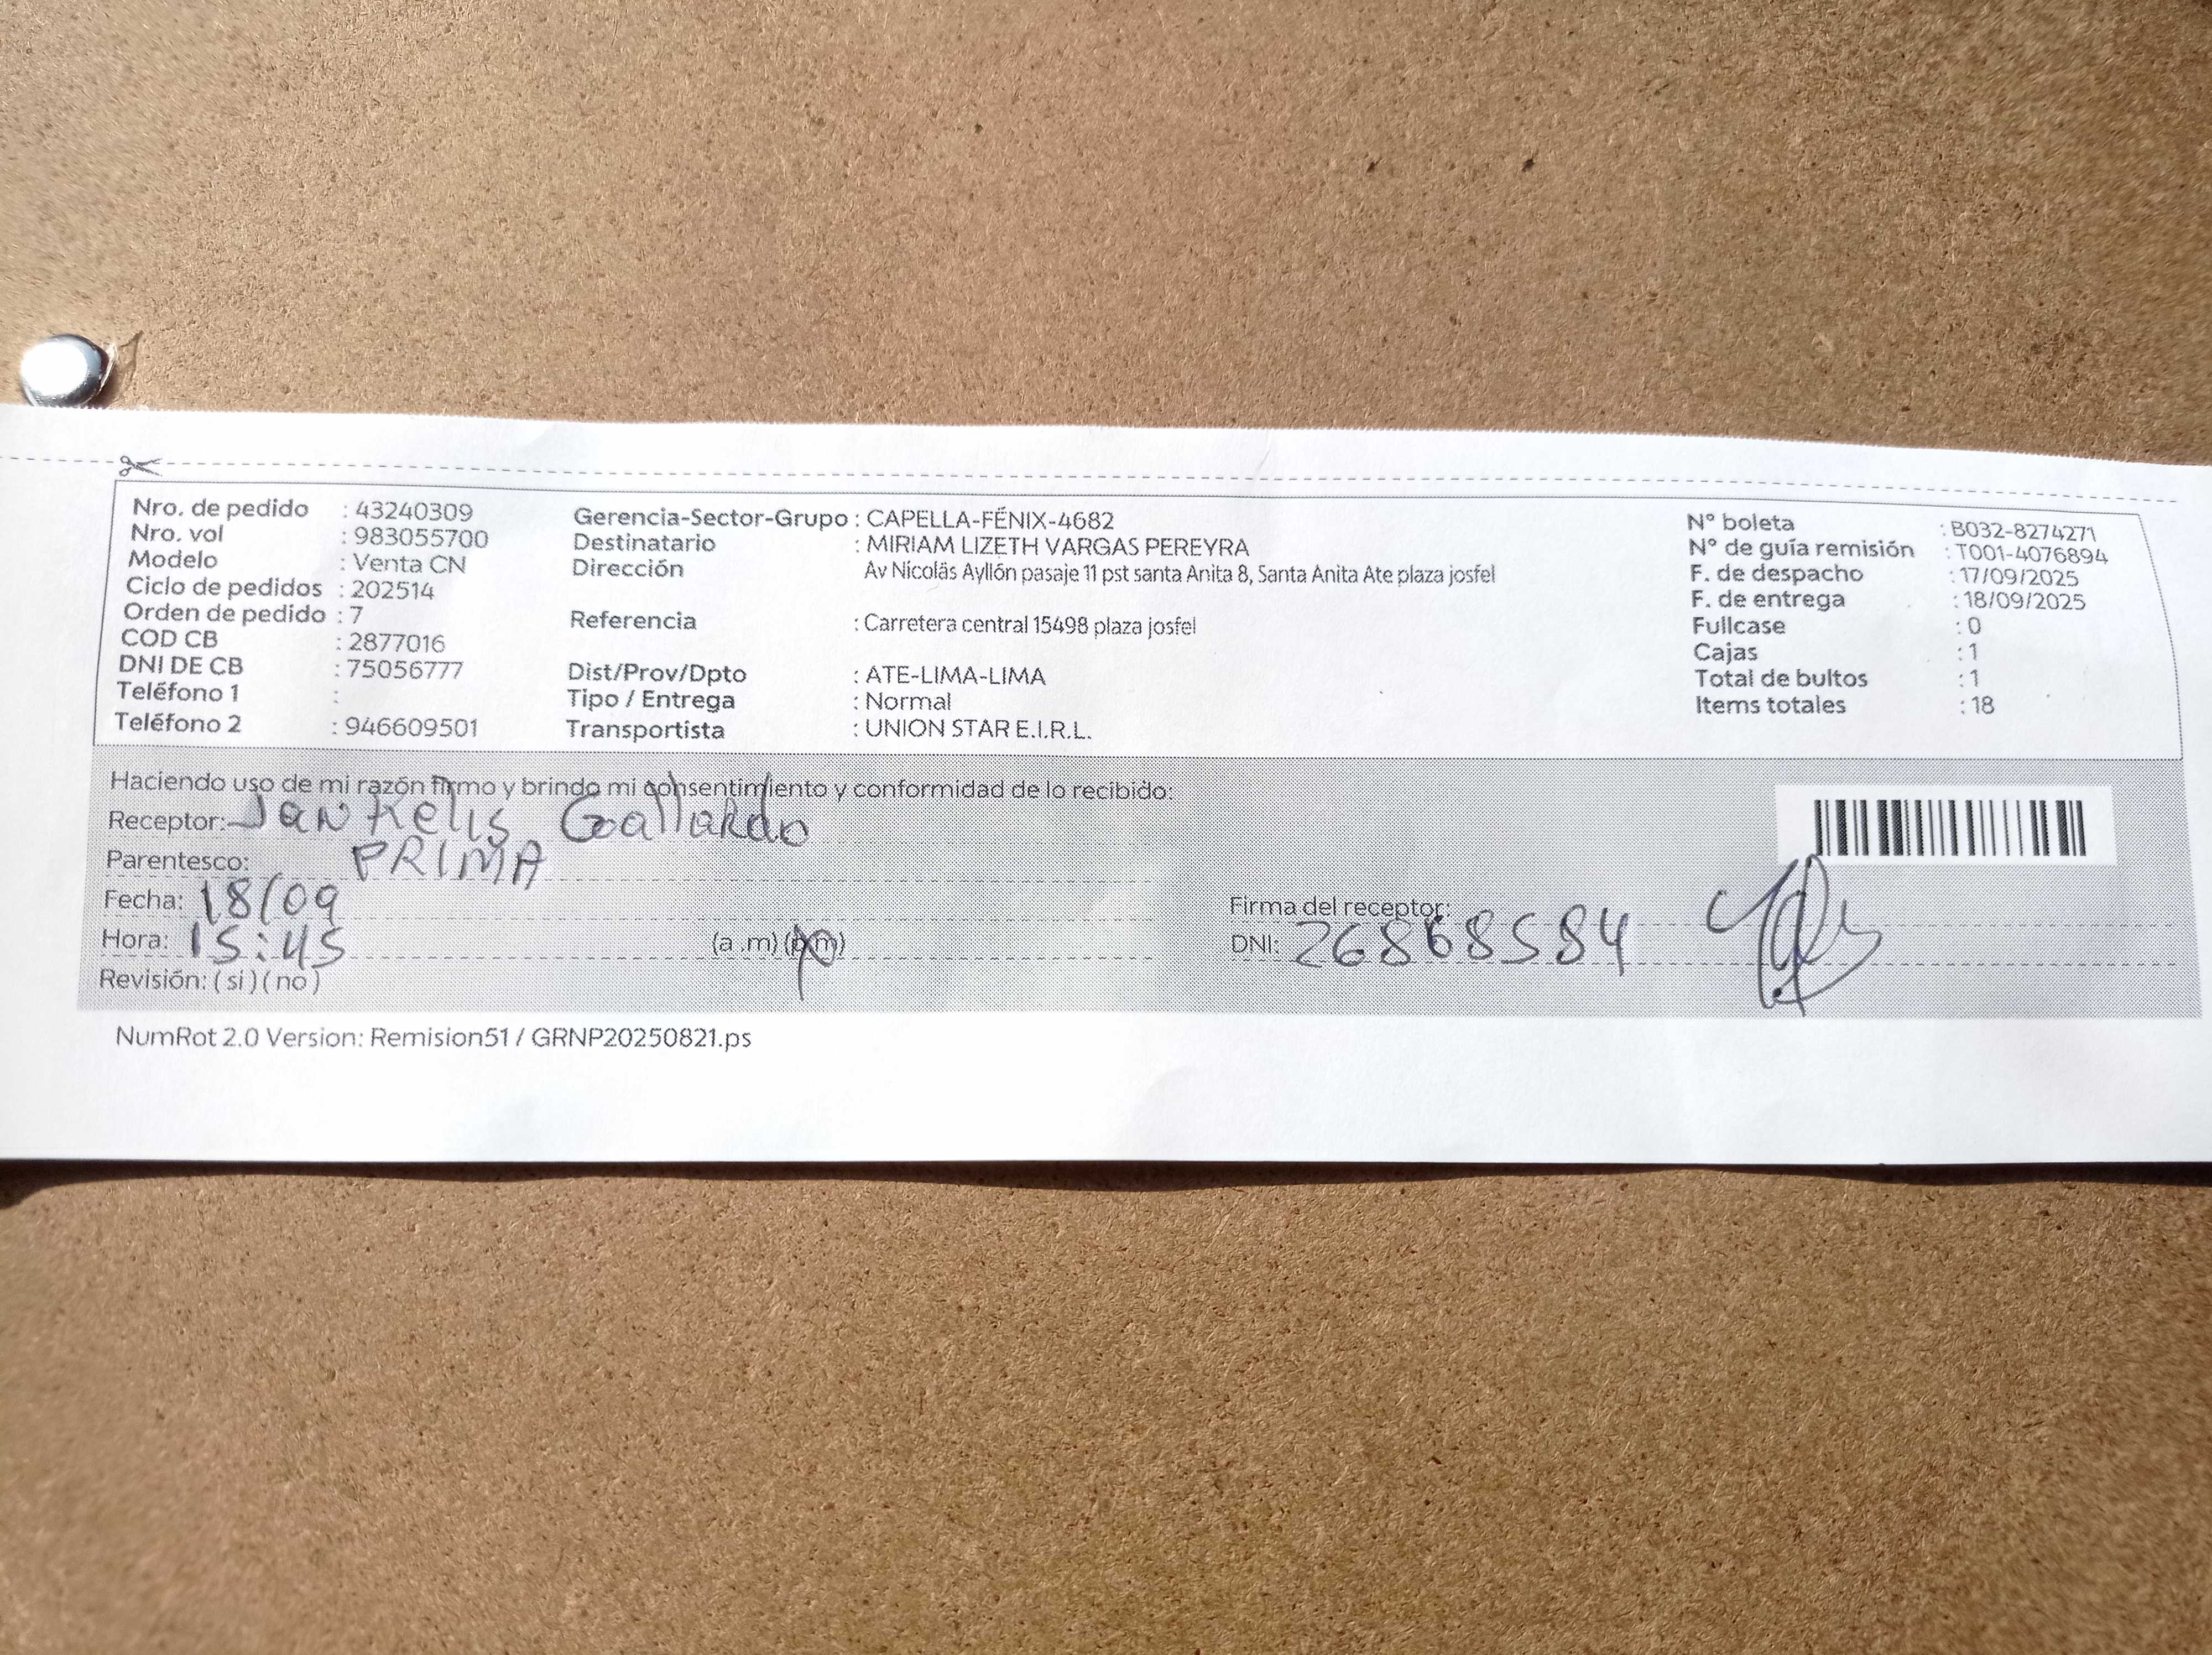 Nro. de pedido : 43240309
Nro. vol : 983055700
Modelo : Venta CN
Ciclo de pedidos : 202514
Orden de pedido : 7
COD CB : 2877016
DNI DE CB : 75056777
Teléfono 1 :
Teléfono 2 : 946609501
Gerencia-Sector-Grupo : CAPELLA-FÉNIX-4682
Destinatario : MIRIAM LIZETH VARGAS PEREYRA
Dirección Av Nicolás Ayllón pasaje 11 pst santa Anita 8, Santa Anita Ate plaza josfel
Referencia : Carretera central 15498 plaza josfel
Dist/Prov/Dpto : ATE-LIMA-LIMA
Tipo / Entrega : Normal
Transportista : UNION STAR E.I.R.L.
N° boleta : B032-8274271
N° de guía remisión : T001-4076894
F. de despacho : 17/09/2025
F. de entrega : 18/09/2025
Fullcase : 0
Cajas : 1
Total de bultos : 1
Items totales : 18
Haciendo uso de mi razón firmo y brindo mi consentimiento y conformidad de lo recibido:
Receptor: Jankelis Gallardo
Parentesco: PRIMA
Fecha: 18/09
Hora: 15:45 (a .m) (p.m)
Revisión: ( si ) ( no )
Firma del receptor:
DNI: 26868584
NumRot 2.0 Version: Remision51 / GRNP20250821.ps